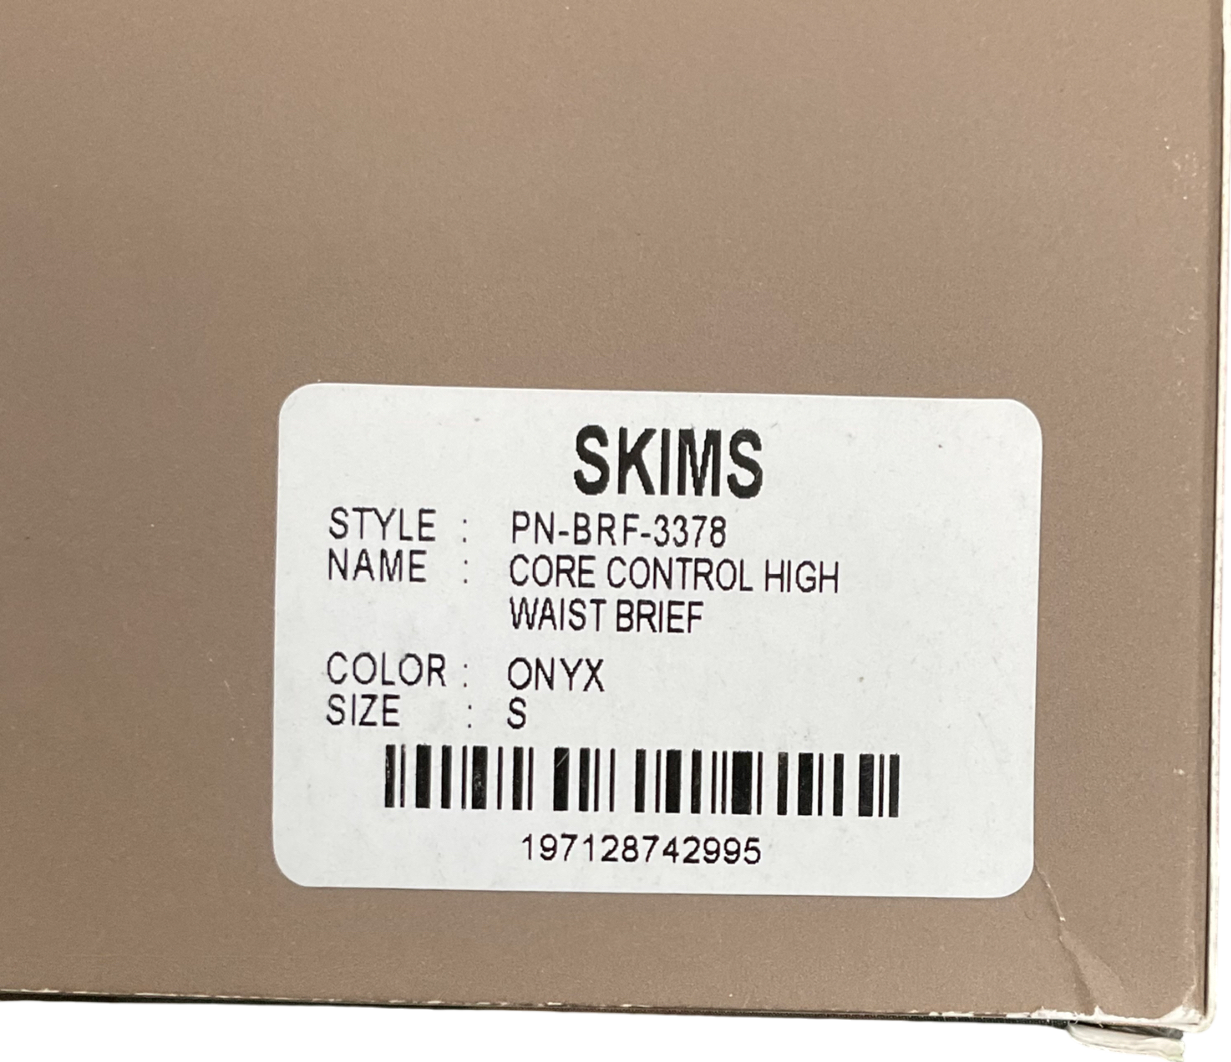 SKIMS
STYLE : PN-BRF-3378
NAME : CORE CONTROL HIGH
WAIST BRIEF
COLOR : ONYX
SIZE : S
197128742995